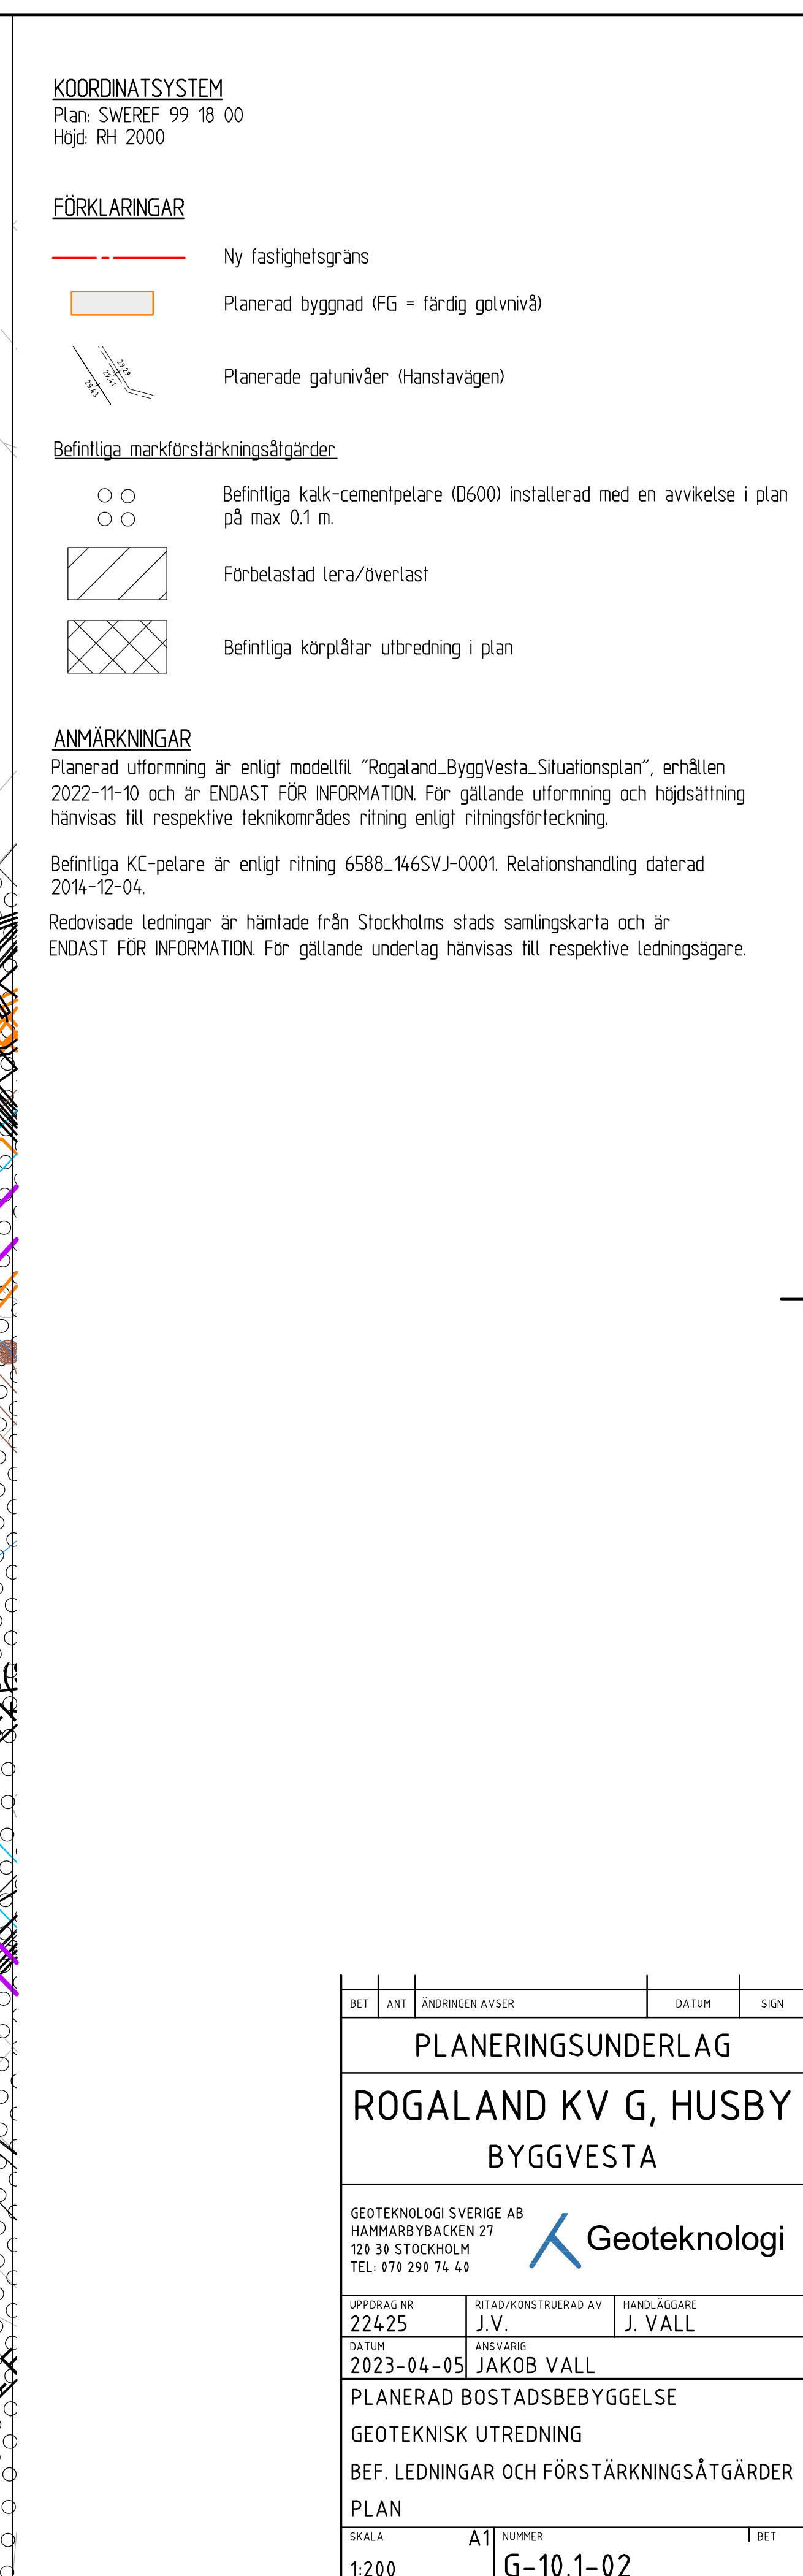 KOORDINATSYSTEM
Plan: SWEREF 99 18 00
Höjd: RH 2000
FÖRKLARINGAR
Ny fastighetsgräns
Planerad byggnad (FG = färdig golvnivå)
29.43
29.41
29.29
Planerade gatunivåer (Hanstavägen)
Befintliga markförstärkningsåtgärder
Befintliga kalk-cementpelare (D600) installerad med en avvikelse i plan
på max 0.1 m.
Förbelastad lera/överlast
Befintliga körplåtar utbredning i plan
ANMÄRKNINGAR
Planerad utformning är enligt modellfil "Rogaland_ByggVesta_Situationsplan", erhållen
2022-11-10 och är ENDAST FÖR INFORMATION. För gällande utformning och höjdsättning
hänvisas till respektive teknikområdes ritning enligt ritningsförteckning.
Befintliga KC-pelare är enligt ritning 6588_146SVJ-0001. Relationshandling daterad
2014-12-04.
Redovisade ledningar är hämtade från Stockholms stads samlingskarta och är
ENDAST FÖR INFORMATION. För gällande underlag hänvisas till respektive ledningsägare.
BET ANT ÄNDRINGEN AVSER DATUM SIGN
PLANERINGSUNDERLAG
ROGALAND KV G, HUSBY
BYGGVESTA
GEOTEKNOLOGI SVERIGE AB
HAMMARBYBACKEN 27
120 30 STOCKHOLM
TEL: 070 290 74 40
Geoteknologi
UPPDRAG NR RITAD/KONSTRUERAD AV HANDLÄGGARE
22425 J.V. J. VALL
DATUM ANSVARIG
2023-04-05 JAKOB VALL
PLANERAD BOSTADSBEBYGGELSE
GEOTEKNISK UTREDNING
BEF. LEDNINGAR OCH FÖRSTÄRKNINGSÅTGÄRDER
PLAN
SKALA A1 NUMMER BET
1:200 G-10.1-02